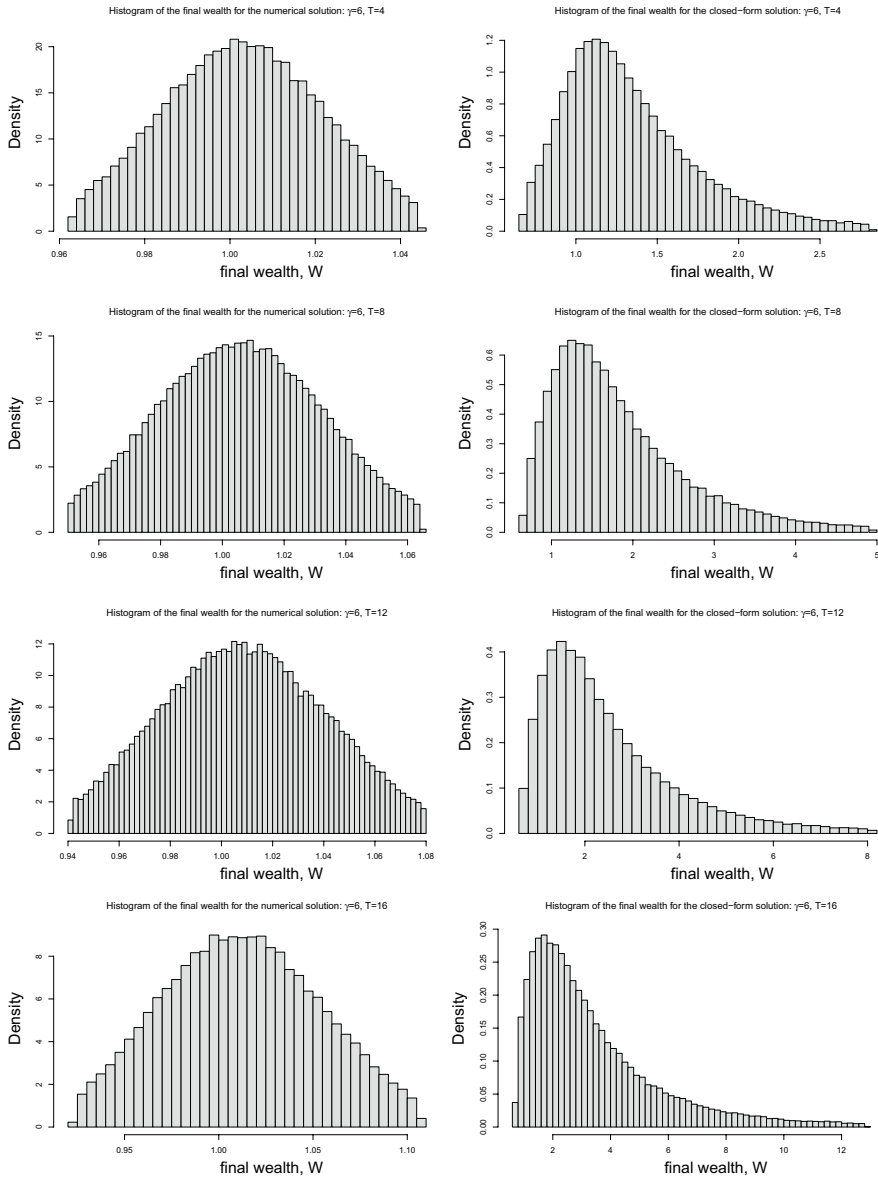 Histogram of the final wealth for the numerical solution: γ=6, T=4
Density
0 5 10 15 20
0.96 0.98 1.00 1.02 1.04
final wealth, W
Histogram of the final wealth for the closed−form solution: γ=6, T=4
Density
0.0 0.2 0.4 0.6 0.8 1.0 1.2
1.0 1.5 2.0 2.5
final wealth, W
Histogram of the final wealth for the numerical solution: γ=6, T=8
Density
0 5 10 15
0.96 0.98 1.00 1.02 1.04 1.06
final wealth, W
Histogram of the final wealth for the closed−form solution: γ=6, T=8
Density
0.0 0.1 0.2 0.3 0.4 0.5 0.6
1 2 3 4 5
final wealth, W
Histogram of the final wealth for the numerical solution: γ=6, T=12
Density
0 2 4 6 8 10 12
0.94 0.96 0.98 1.00 1.02 1.04 1.06 1.08
final wealth, W
Histogram of the final wealth for the closed−form solution: γ=6, T=12
Density
0.0 0.1 0.2 0.3 0.4
2 4 6 8
final wealth, W
Histogram of the final wealth for the numerical solution: γ=6, T=16
Density
0 2 4 6 8
0.95 1.00 1.05 1.10
final wealth, W
Histogram of the final wealth for the closed−form solution: γ=6, T=16
Density
0.00 0.05 0.10 0.15 0.20 0.25 0.30
2 4 6 8 10 12
final wealth, W